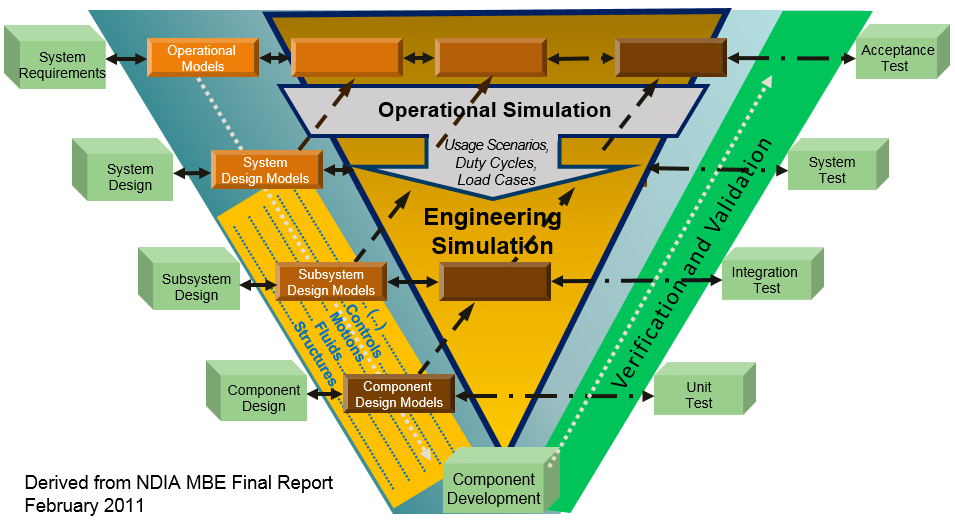 System
Requirements
Operational
Models
Acceptance
Test
Operational Simulation
Usage Scenarios,
Duty Cycles,
Load Cases
System
Design
System
Design Models
System
Test
Engineering
Simulation
Verification and Validation
Subsystem
Design
Subsystem
Design Models
Integration
Test
(...)
Controls
Motions
Fluids
Structures
Component
Design
Component
Design Models
Unit
Test
Component
Development
Derived from NDIA MBE Final Report
February 2011